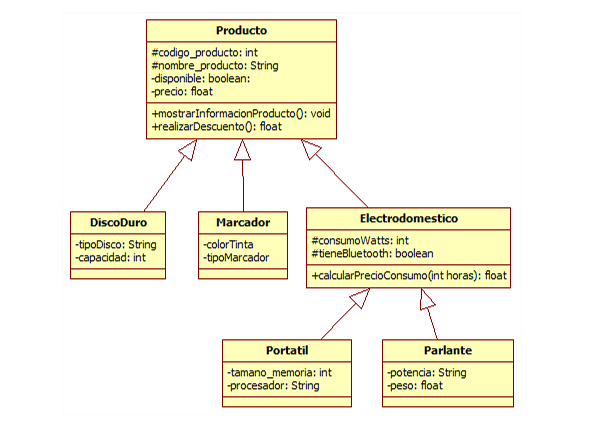 Producto
#codigo_producto: int
#nombre_producto: String
-disponible: boolean:
-precio: float
+mostrarInformacionProducto(): void
+realizarDescuento(): float
DiscoDuro
-tipoDisco: String
-capacidad: int
Marcador
-colorTinta
-tipoMarcador
Electrodomestico
#consumoWatts: int
#tieneBluetooth: boolean
+calcularPrecioConsumo(int horas): float
Portatil
-tamano_memoria: int
-procesador: String
Parlante
-potencia: String
-peso: float